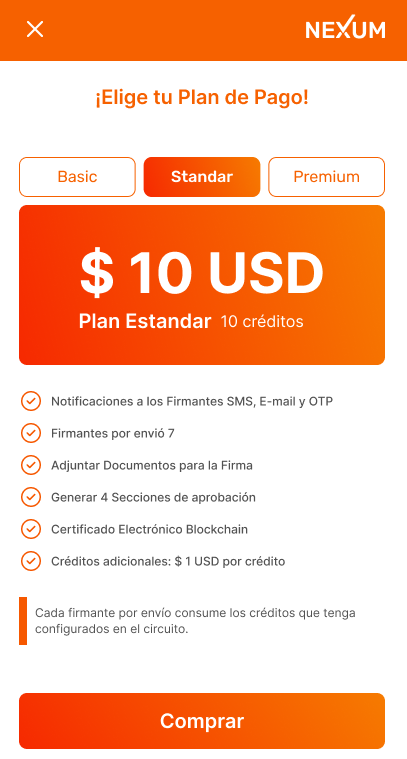 NEXUM
¡Elige tu Plan de Pago!
Basic
Standar
Premium
$ 10 USD
Plan Estandar 10 créditos
Notificaciones a los Firmantes SMS, E-mail y OTP
Firmantes por envió 7
Adjuntar Documentos para la Firma
Generar 4 Secciones de aprobación
Certificado Electrónico Blockchain
Créditos adicionales: $ 1 USD por crédito
Cada firmante por envío consume los créditos que tenga
configurados en el circuito.
Comprar